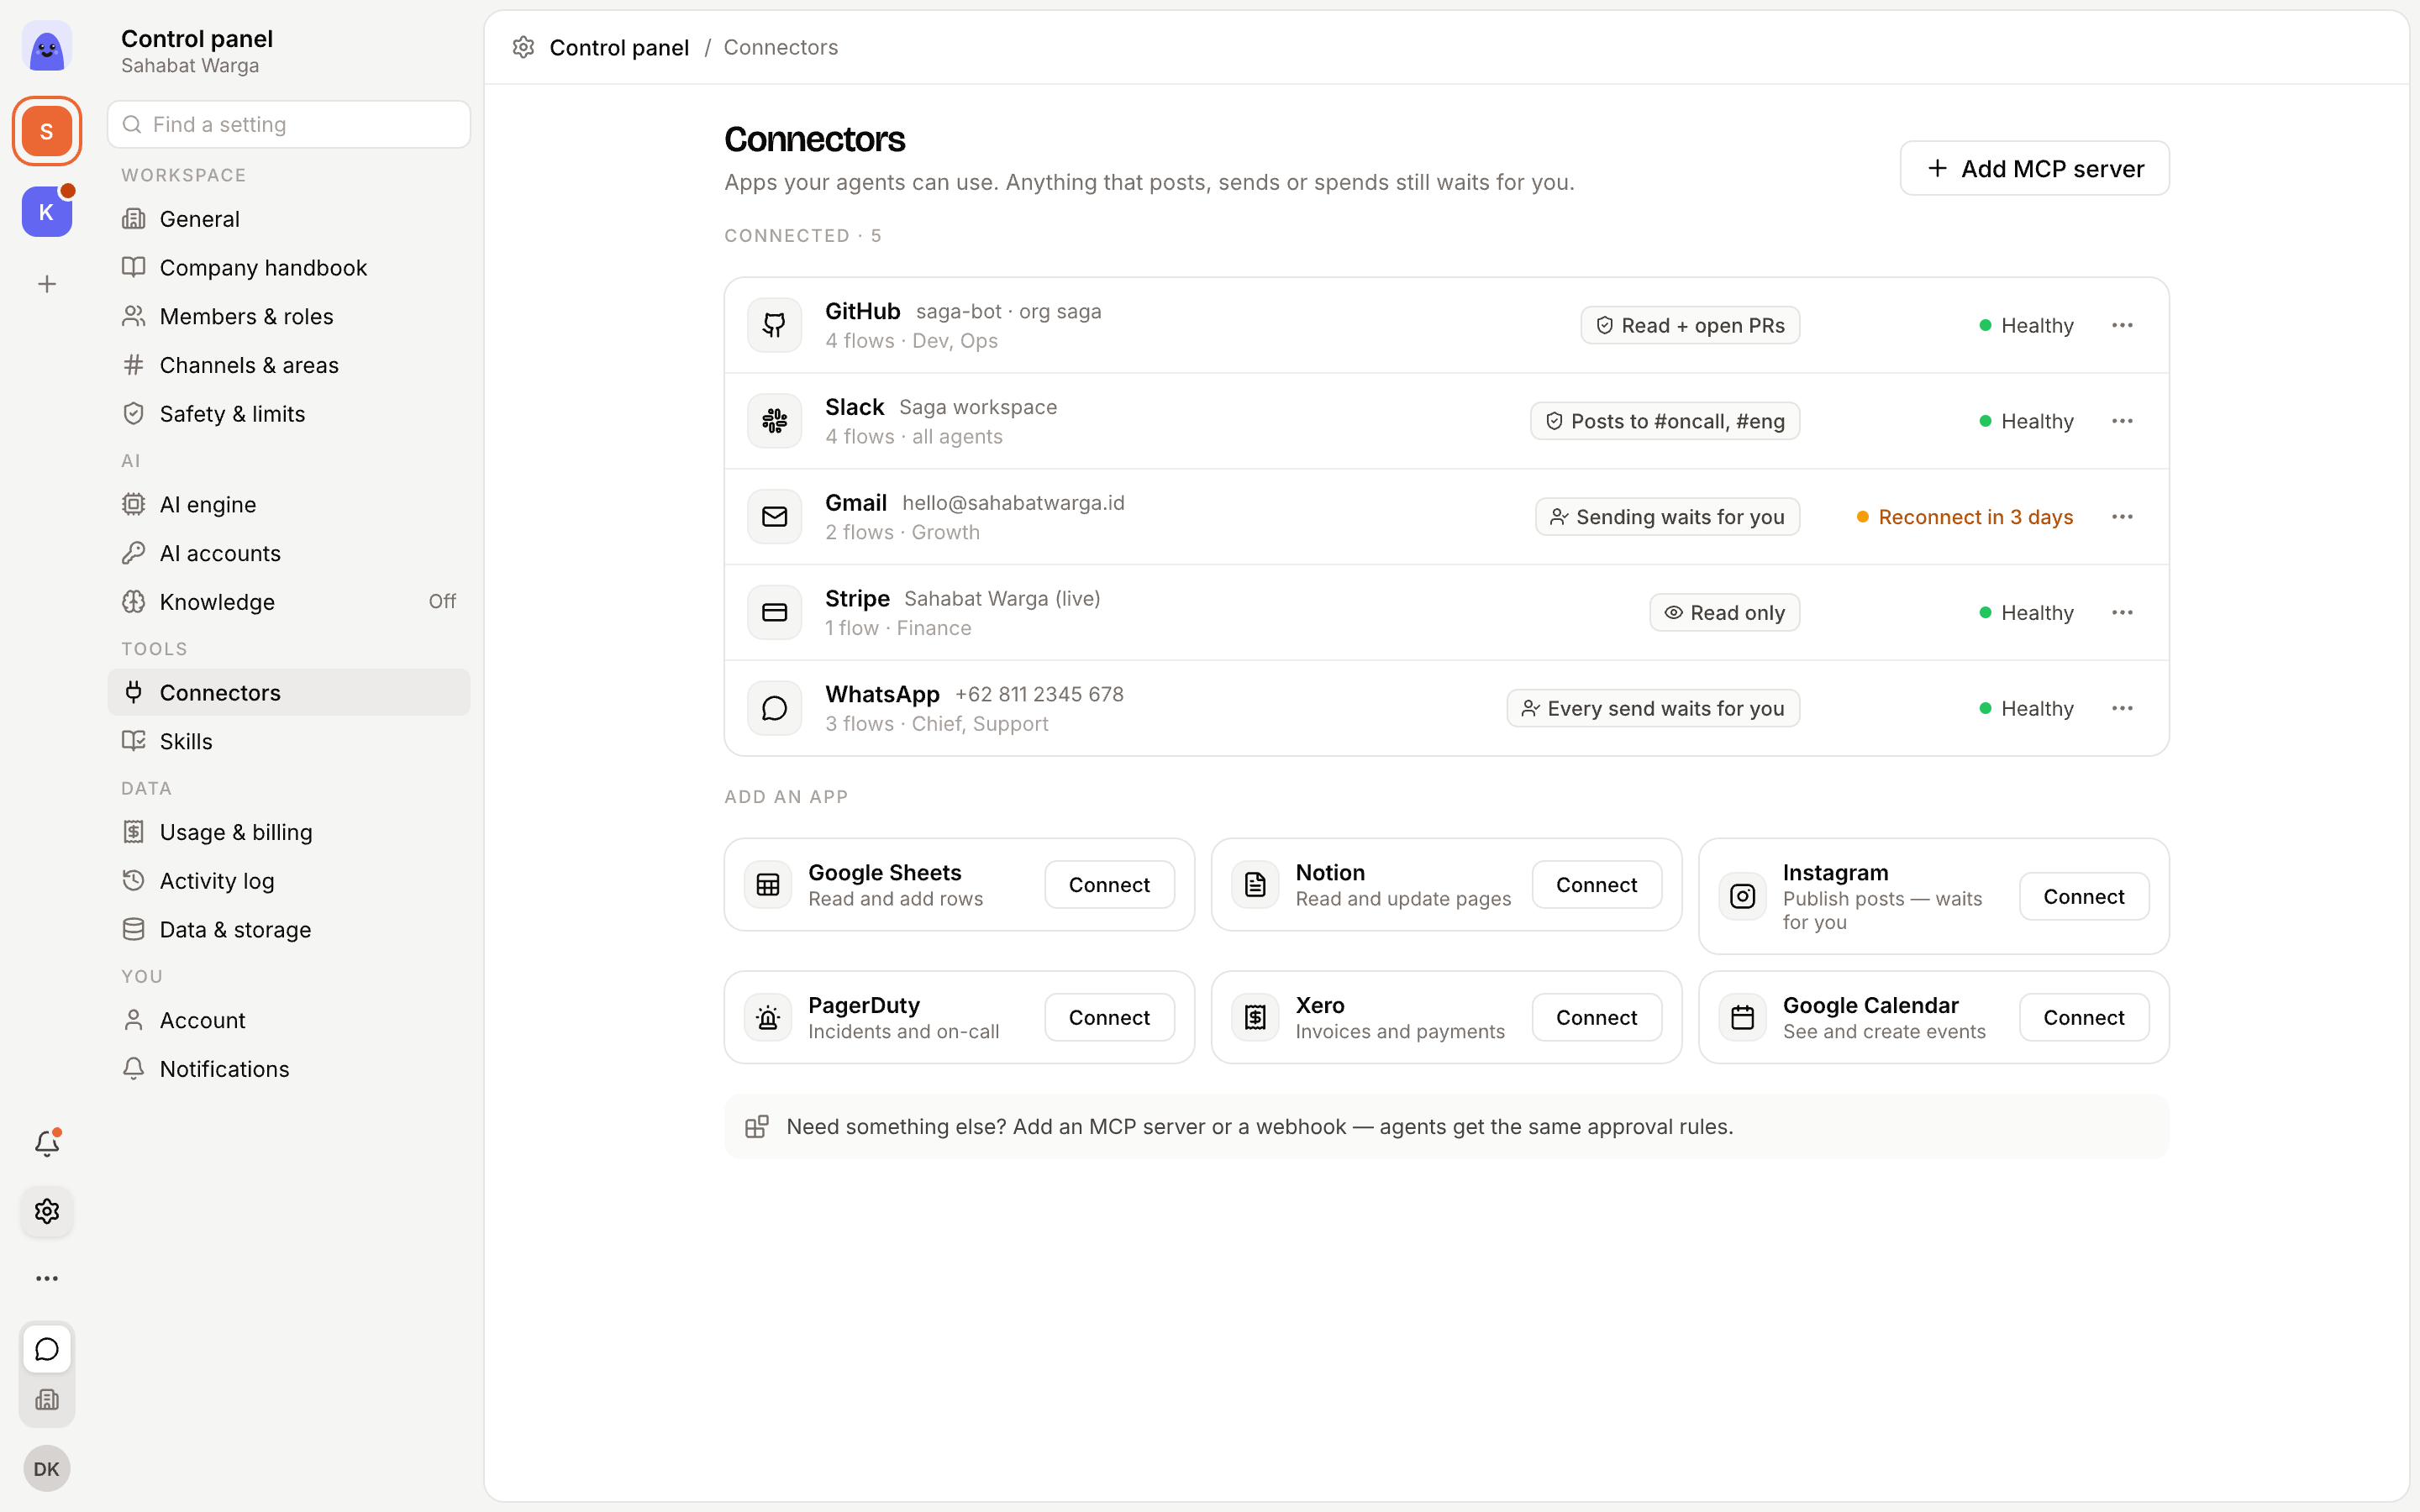 Control panel
Sahabat Warga
S
K
Find a setting
WORKSPACE
General
Company handbook
Members & roles
Channels & areas
Safety & limits
AI
AI engine
AI accounts
Knowledge Off
TOOLS
Connectors
Skills
DATA
Usage & billing
Activity log
Data & storage
YOU
Account
Notifications
DK
Control panel / Connectors
Connectors
Apps your agents can use. Anything that posts, sends or spends still waits for you.
+ Add MCP server
CONNECTED · 5
GitHub saga-bot · org saga
4 flows · Dev, Ops
Read + open PRs
Healthy
Slack Saga workspace
4 flows · all agents
Posts to #oncall, #eng
Healthy
Gmail hello@sahabatwarga.id
2 flows · Growth
Sending waits for you
Reconnect in 3 days
Stripe Sahabat Warga (live)
1 flow · Finance
Read only
Healthy
WhatsApp +62 811 2345 678
3 flows · Chief, Support
Every send waits for you
Healthy
ADD AN APP
Google Sheets
Read and add rows
Connect
Notion
Read and update pages
Connect
Instagram
Publish posts — waits
for you
Connect
PagerDuty
Incidents and on-call
Connect
Xero
Invoices and payments
Connect
Google Calendar
See and create events
Connect
Need something else? Add an MCP server or a webhook — agents get the same approval rules.